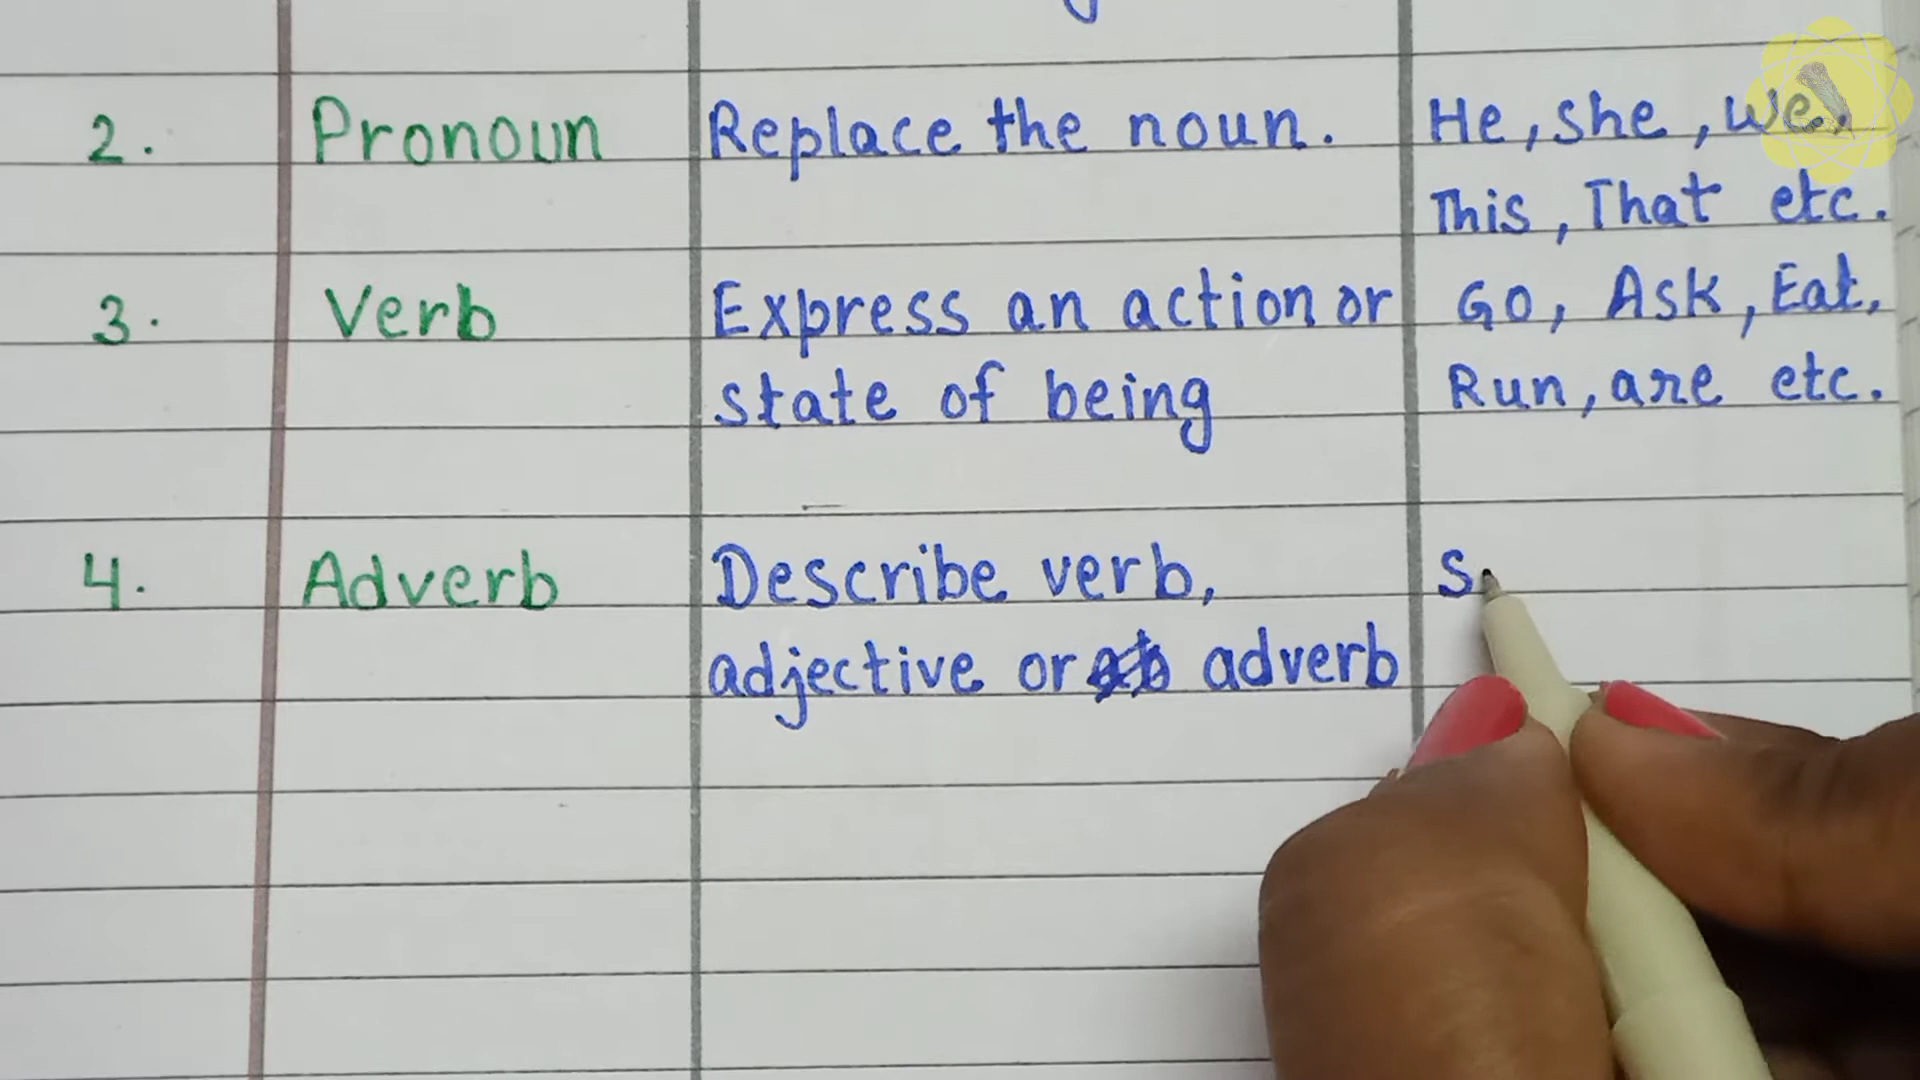 2. Pronoun Replace the noun. He, she, we,
This, That etc.
3. Verb Express an action or Go, Ask, Eat,
state of being Run, are etc.
4. Adverb Describe verb, S
adjective or adverb